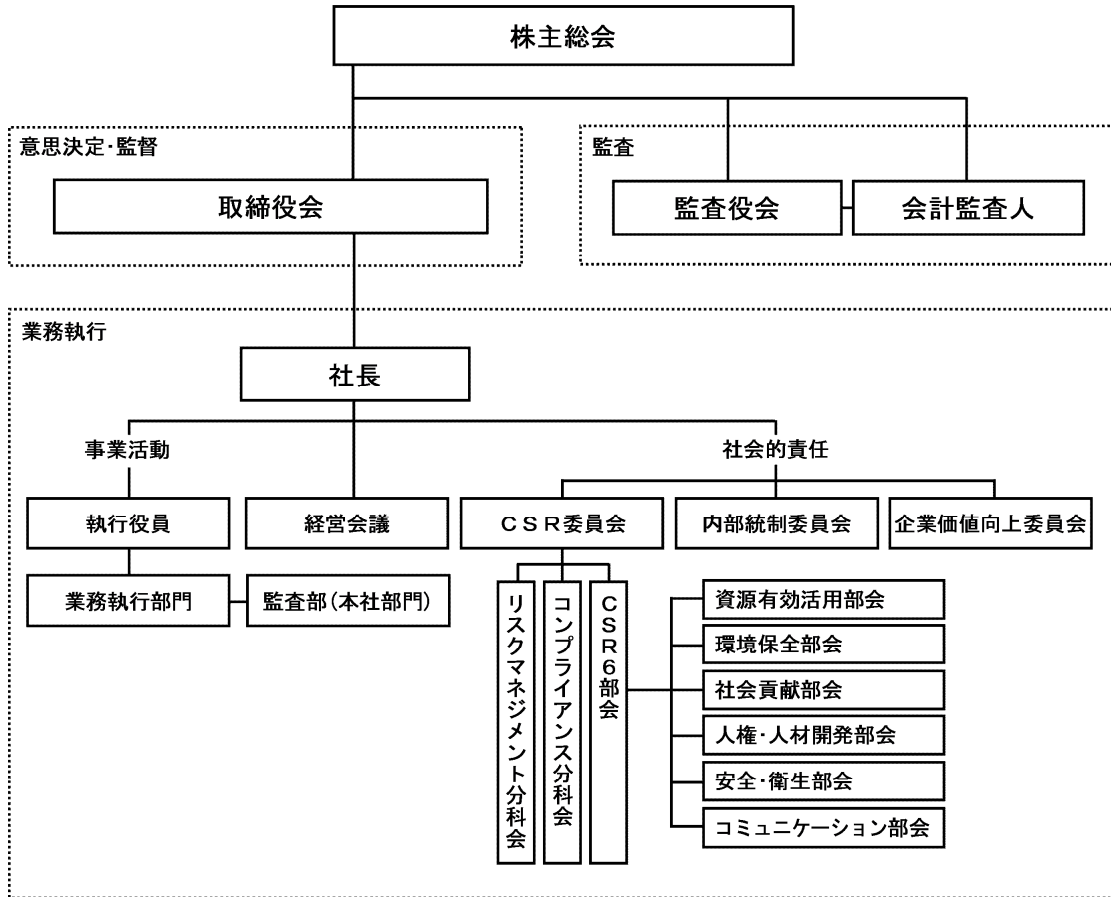 株主総会
意思決定・監督
監査
取締役会
監査役会
会計監査人
業務執行
社長
事業活動
社会的責任
執行役員
経営会議
ＣＳＲ委員会
内部統制委員会
企業価値向上委員会
業務執行部門
監査部（本社部門）
リスクマネジメント分科会
コンプライアンス分科会
ＣＳＲ６部会
資源有効活用部会
環境保全部会
社会貢献部会
人権・人材開発部会
安全・衛生部会
コミュニケーション部会